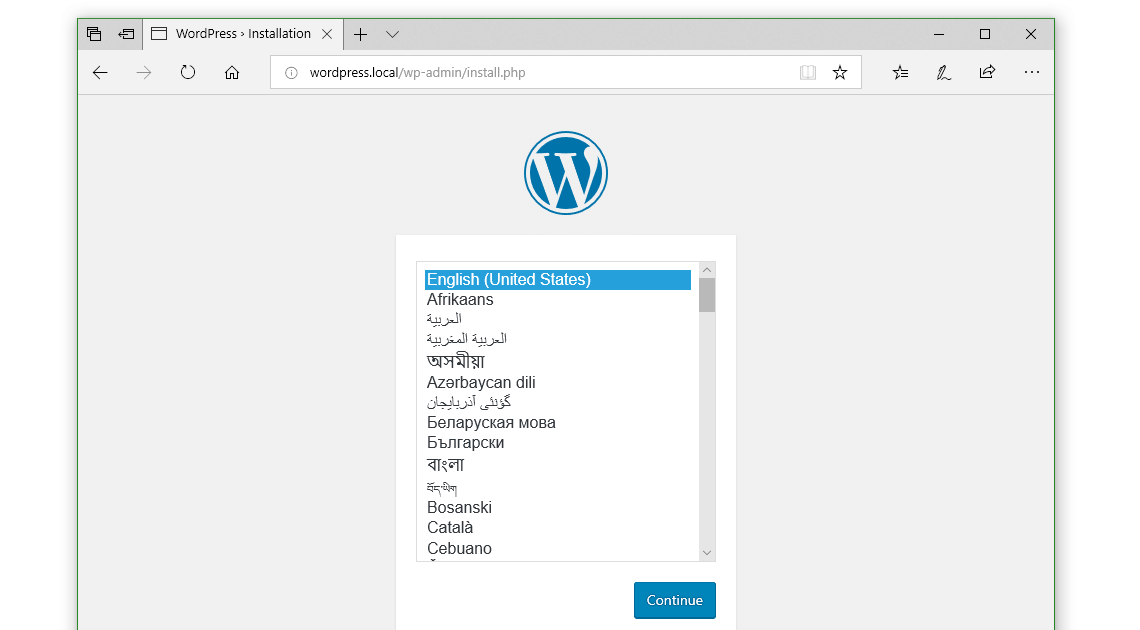 WordPress › Installation
wordpress.local/wp-admin/install.php
English (United States)
Afrikaans
العربية
العربية المغربية
অসমীয়া
Azərbaycan dili
گؤنئی آذربایجان
Беларуская мова
Български
বাংলা
བོད་ཡིག
Bosanski
Català
Cebuano
Continue